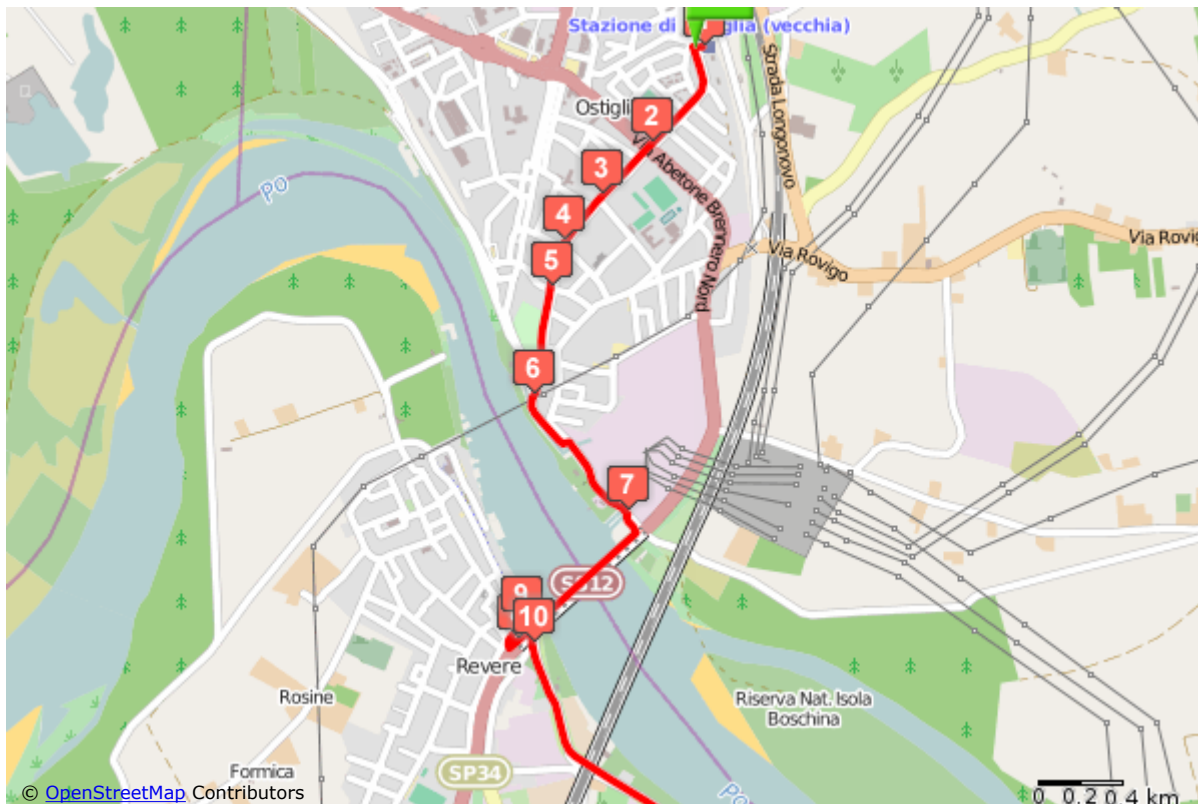 Stazione di
glia (vecchia)
Ostigli
2
Strada Longonovo
Via Abetone Brennero Nord
3
Po
4
Via Rovigo
Via Rovig
5
6
7
SP12
9
10
Revere
Rosine
Riserva Nat. Isola
Boschina
Formica
SP34
Po
0 0.2 0.4 km
© OpenStreetMap Contributors